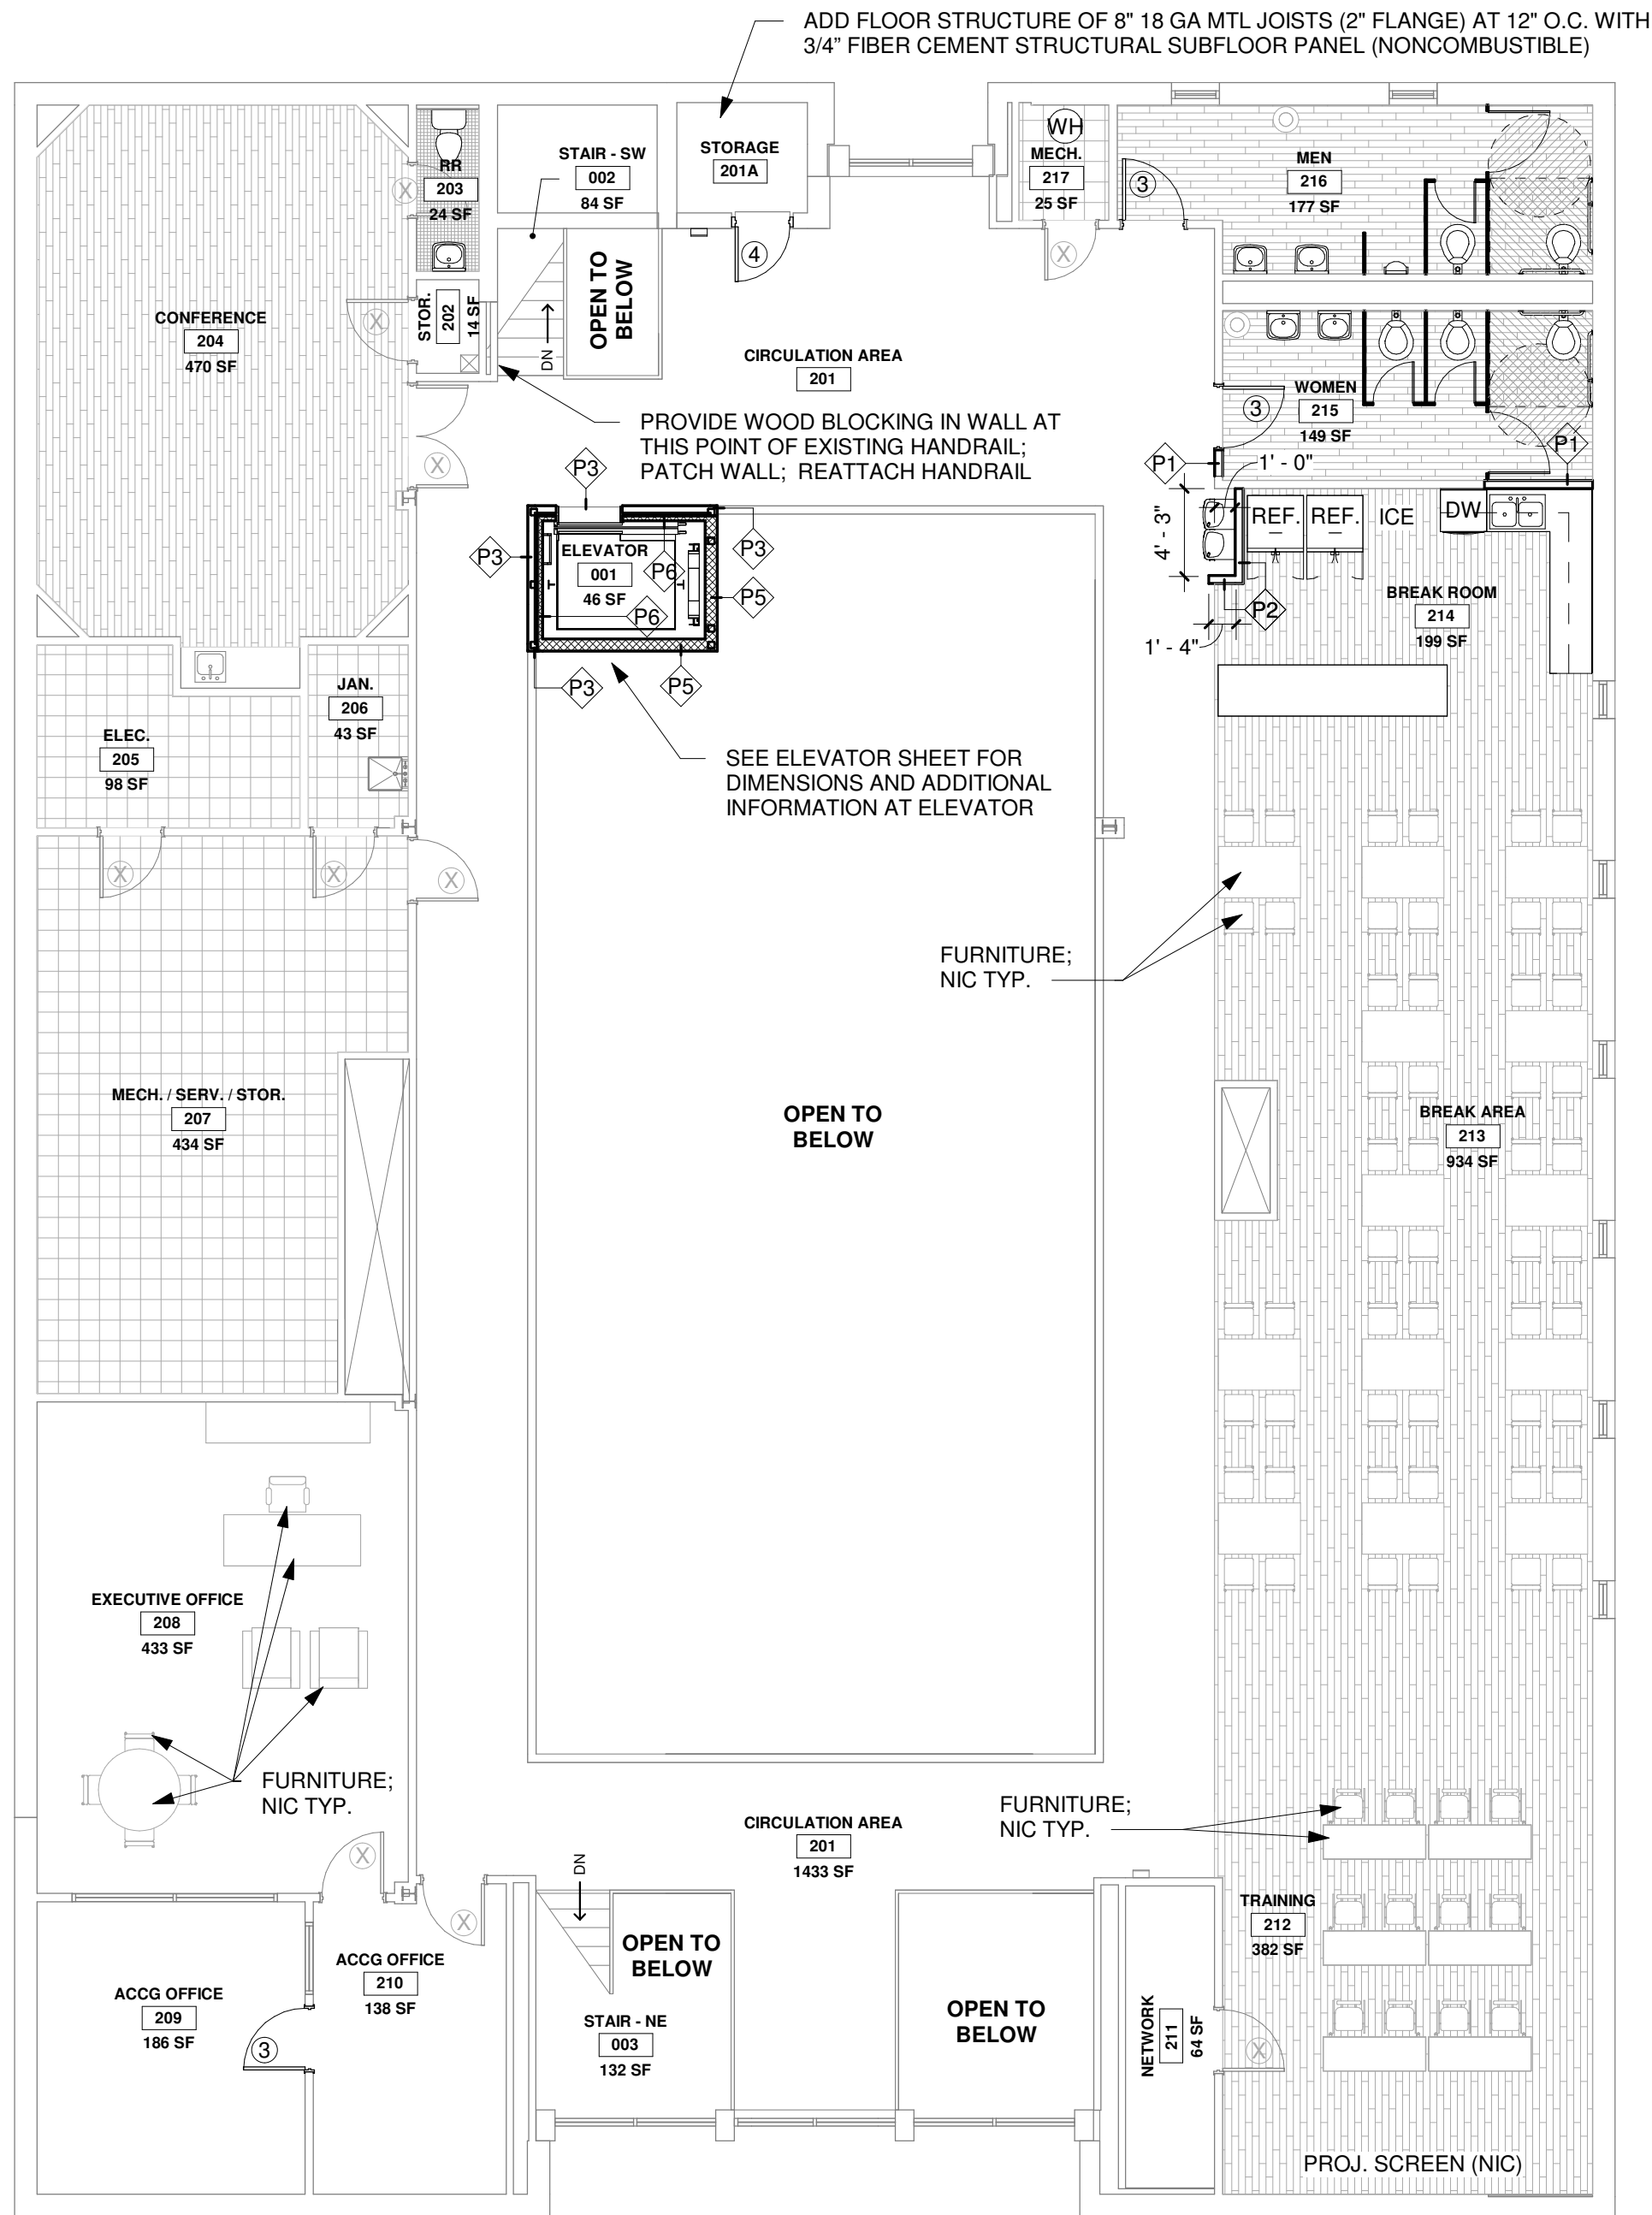 ADD FLOOR STRUCTURE OF 8" 18 GA MTL JOISTS (2" FLANGE) AT 12" O.C. WITH
3/4” FIBER CEMENT STRUCTURAL SUBFLOOR PANEL (NONCOMBUSTIBLE)
RR
203
24 SF
X
STAIR - SW
002
84 SF
STORAGE
201A
4
WH
MECH.
217
25 SF
X
3
MEN
216
177 SF
CONFERENCE
204
470 SF
X
STOR.
202
14 SF
DN
OPEN TO
BELOW
CIRCULATION AREA
201
WOMEN
215
149 SF
3
X
PROVIDE WOOD BLOCKING IN WALL AT
THIS POINT OF EXISTING HANDRAIL;
PATCH WALL; REATTACH HANDRAIL
P1
1' - 0"
P1
P3
P3
P3
ELEVATOR
001
46 SF
P6
P6
P5
P3
P5
4' - 3"
REF.
REF.
ICE
DW
P2
1' - 4"
BREAK ROOM
214
199 SF
JAN.
206
43 SF
ELEC.
205
98 SF
X
X
X
SEE ELEVATOR SHEET FOR
DIMENSIONS AND ADDITIONAL
INFORMATION AT ELEVATOR
FURNITURE;
NIC TYP.
MECH. / SERV. / STOR.
207
434 SF
OPEN TO
BELOW
BREAK AREA
213
934 SF
EXECUTIVE OFFICE
208
433 SF
FURNITURE;
NIC TYP.
X
CIRCULATION AREA
201
1433 SF
FURNITURE;
NIC TYP.
DN
X
OPEN TO
BELOW
TRAINING
212
382 SF
ACCG OFFICE
210
138 SF
ACCG OFFICE
209
186 SF
3
STAIR - NE
003
132 SF
OPEN TO
BELOW
NETWORK
211
64 SF
X
PROJ. SCREEN (NIC)